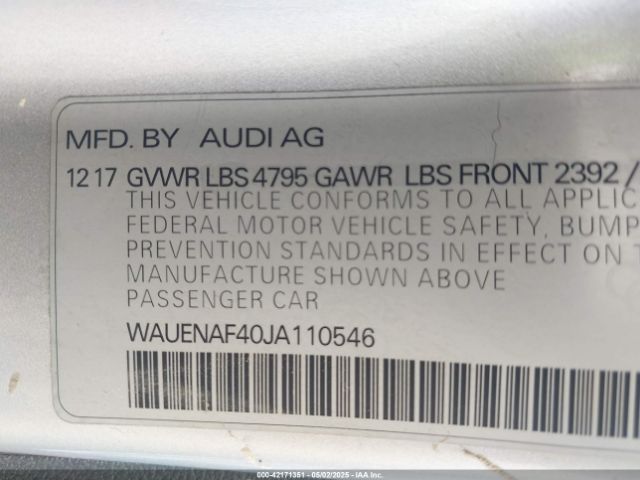 MFD. BY AUDI AG
12 17 GVWR LBS 4795 GAWR LBS FRONT 2392 /
THIS VEHICLE CONFORMS TO ALL APPLIC
FEDERAL MOTOR VEHICLE SAFETY, BUMP
PREVENTION STANDARDS IN EFFECT ON T
MANUFACTURE SHOWN ABOVE
PASSENGER CAR
WAUENAF40JA110546
000-42171351 - 05/02/2025 - IAA Inc.